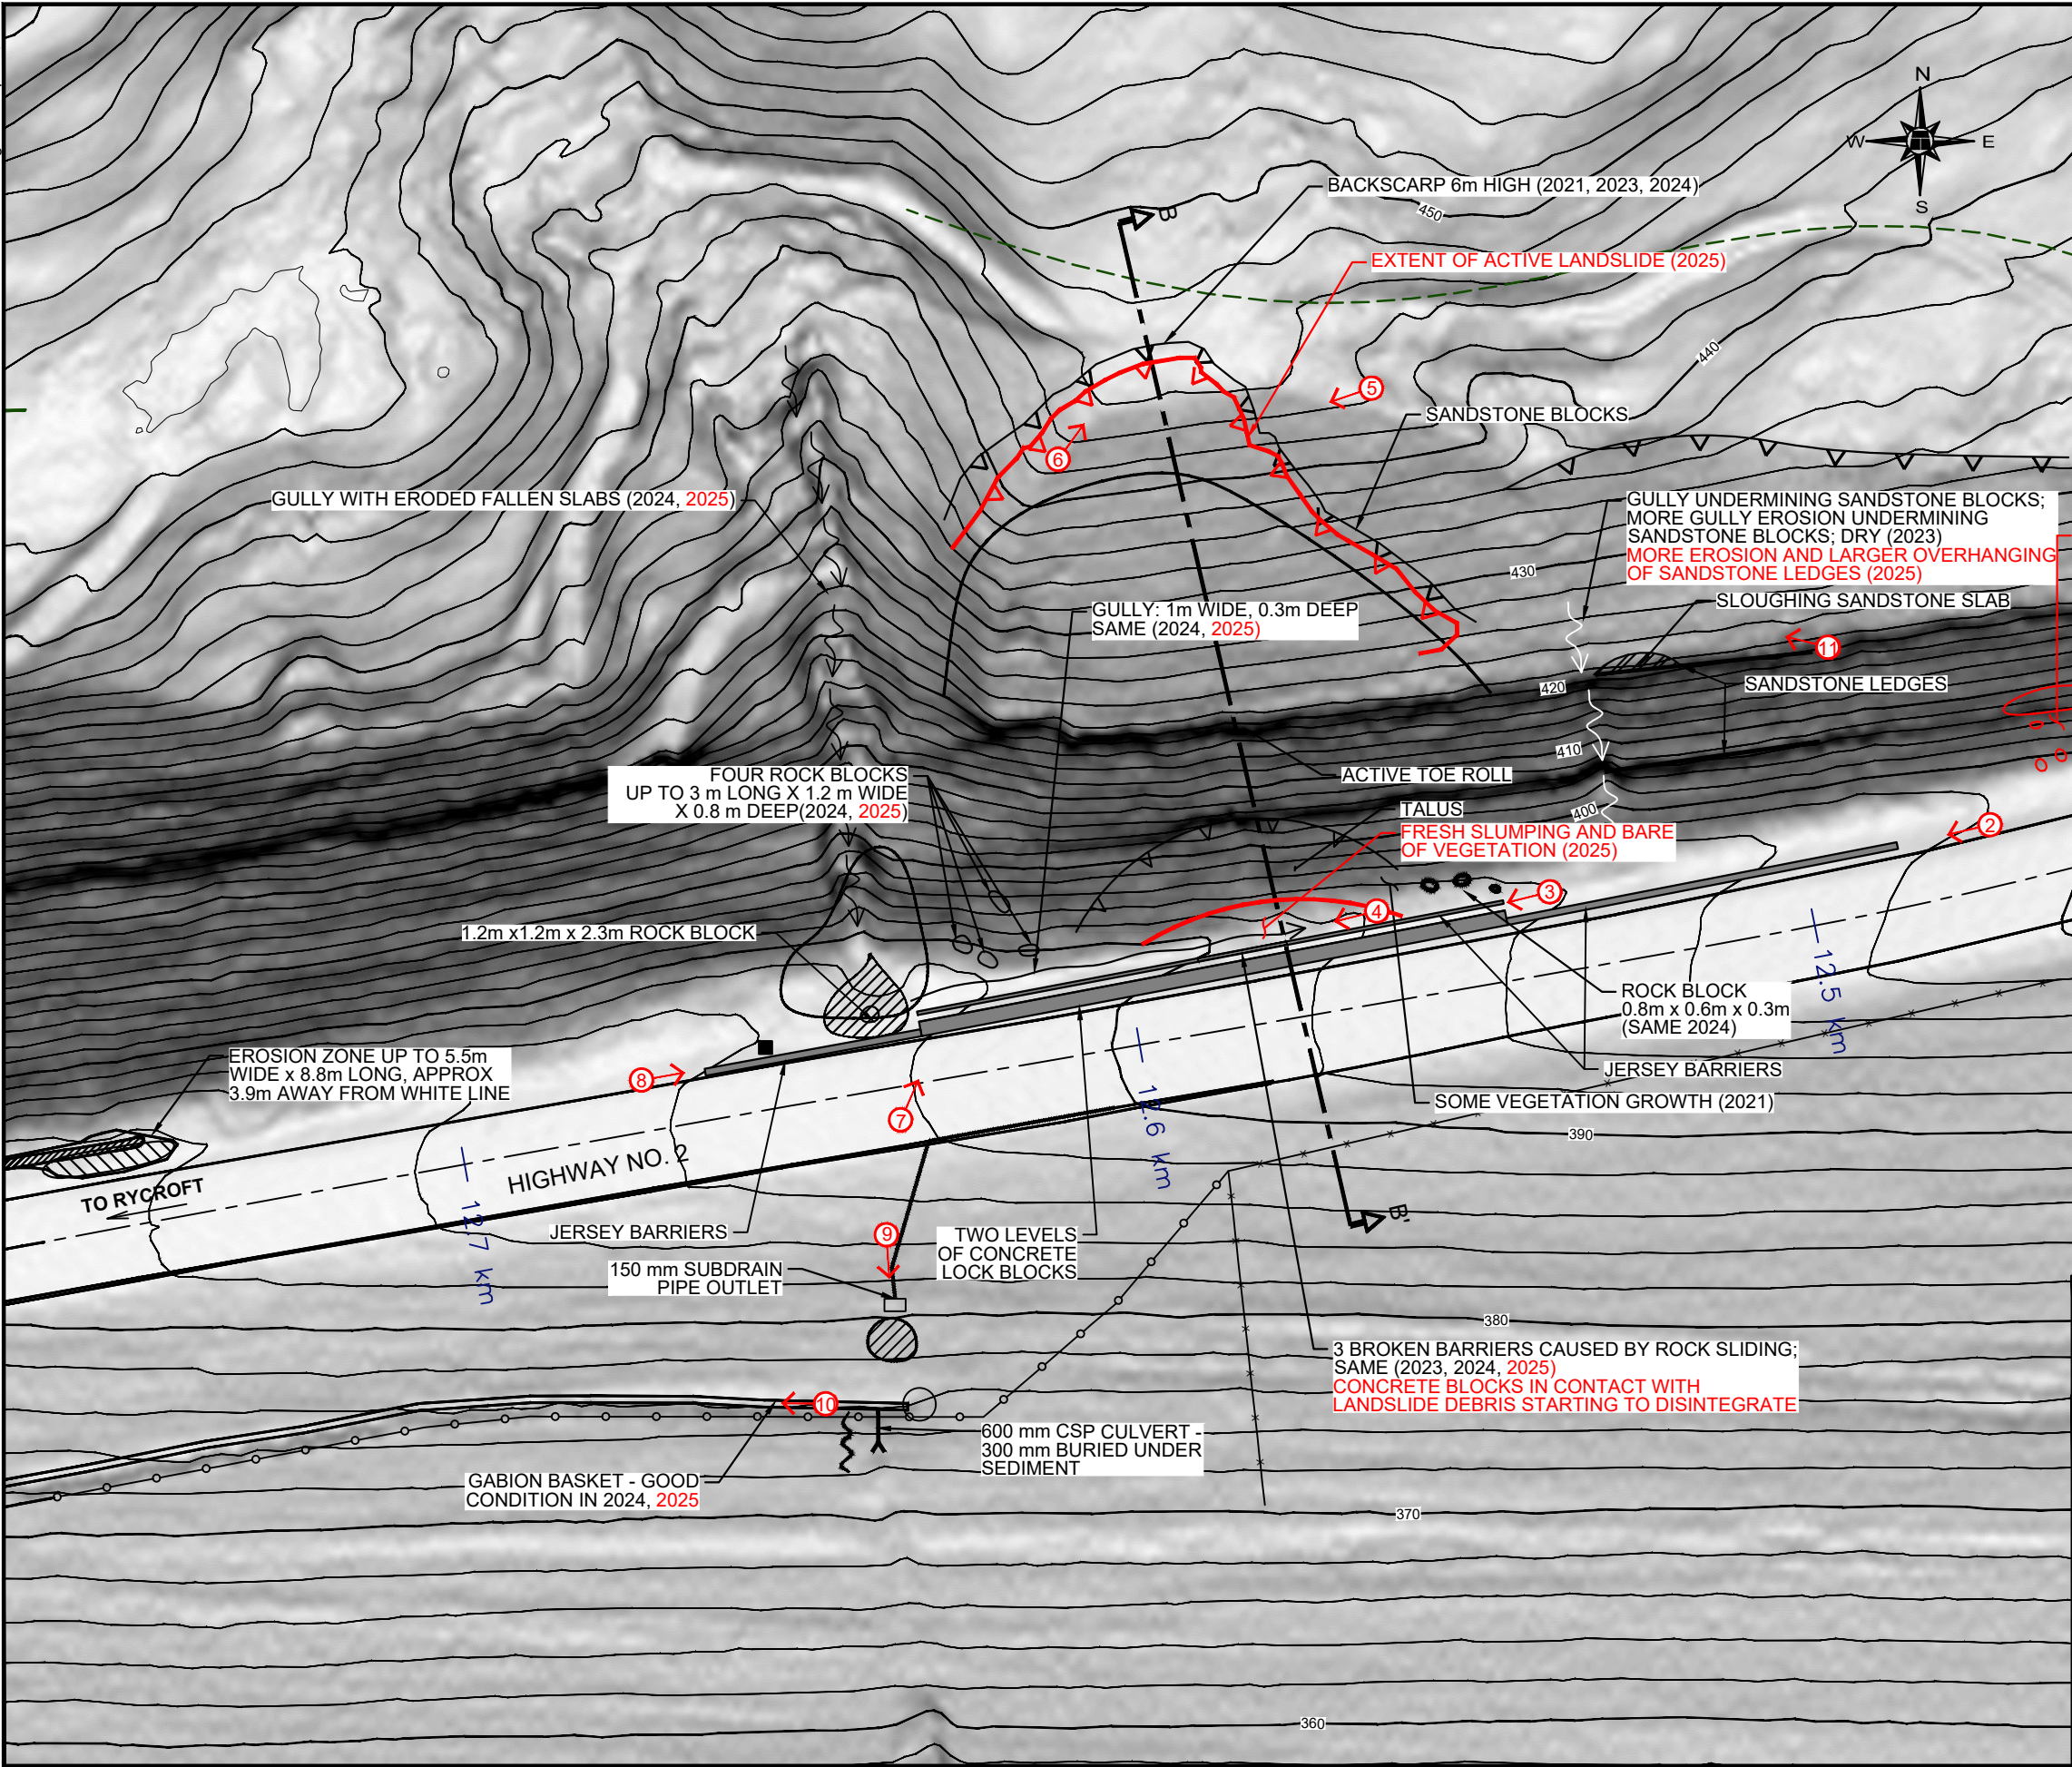 N
W
E
S
BACKSCARP 6m HIGH (2021, 2023, 2024)
450
B
EXTENT OF ACTIVE LANDSLIDE (2025)
440
5
SANDSTONE BLOCKS
6
GULLY WITH ERODED FALLEN SLABS (2024, 2025)
GULLY UNDERMINING SANDSTONE BLOCKS;
MORE GULLY EROSION UNDERMINING
SANDSTONE BLOCKS; DRY (2023)
MORE EROSION AND LARGER OVERHANGING
OF SANDSTONE LEDGES (2025)
430
SLOUGHING SANDSTONE SLAB
GULLY: 1m WIDE, 0.3m DEEP
SAME (2024, 2025)
11
420
SANDSTONE LEDGES
410
FOUR ROCK BLOCKS
UP TO 3 m LONG X 1.2 m WIDE
X 0.8 m DEEP(2024, 2025)
ACTIVE TOE ROLL
TALUS
400
FRESH SLUMPING AND BARE
OF VEGETATION (2025)
2
3
4
1.2m x1.2m x 2.3m ROCK BLOCK
12.5 km
ROCK BLOCK
0.8m x 0.6m x 0.3m
(SAME 2024)
EROSION ZONE UP TO 5.5m
WIDE x 8.8m LONG, APPROX
3.9m AWAY FROM WHITE LINE
8
7
JERSEY BARRIERS
SOME VEGETATION GROWTH (2021)
12.6 km
390
HIGHWAY NO. 2
TO RYCROFT
12.7 km
B'
JERSEY BARRIERS
9
TWO LEVELS
OF CONCRETE
LOCK BLOCKS
150 mm SUBDRAIN
PIPE OUTLET
380
3 BROKEN BARRIERS CAUSED BY ROCK SLIDING;
SAME (2023, 2024, 2025)
CONCRETE BLOCKS IN CONTACT WITH
LANDSLIDE DEBRIS STARTING TO DISINTEGRATE
10
600 mm CSP CULVERT -
300 mm BURIED UNDER
SEDIMENT
GABION BASKET - GOOD
CONDITION IN 2024, 2025
370
360